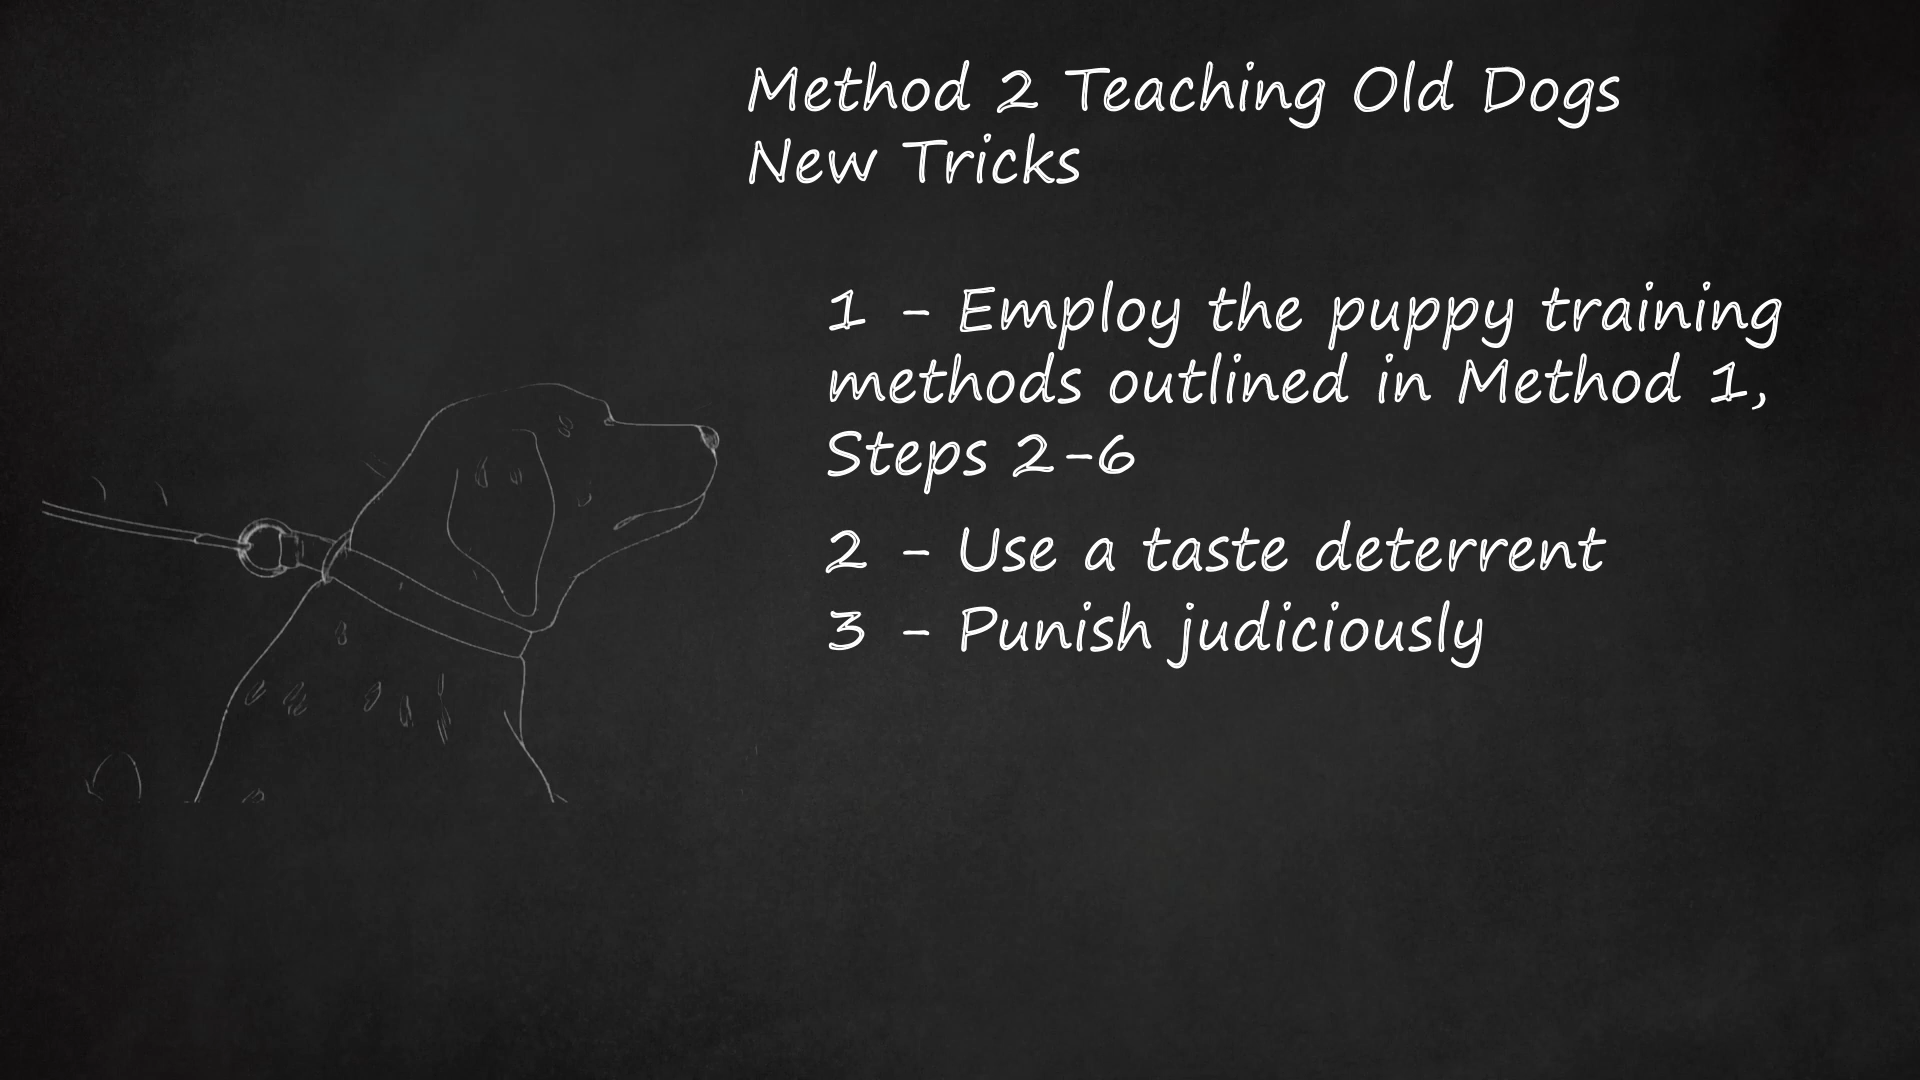 Method 2 Teaching Old Dogs
New Tricks
1 - Employ the puppy training
methods outlined in Method 1,
Steps 2-6
2 - Use a taste deterrent
3 - Punish judiciously